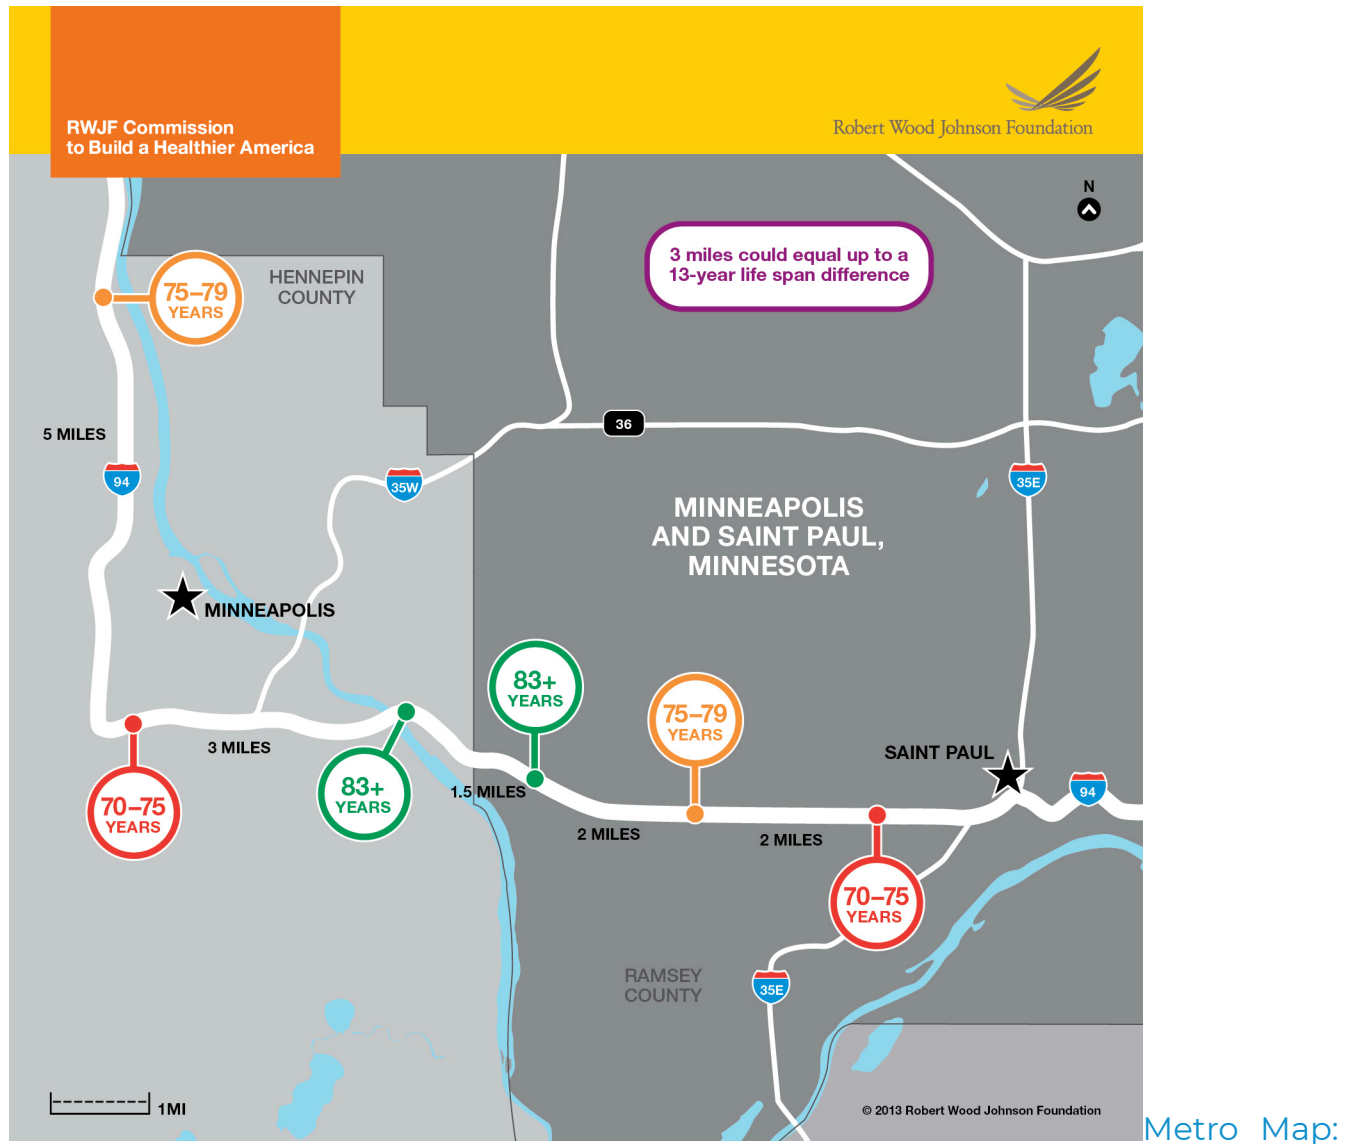 RWJF Commission
to Build a Healthier America
Robert Wood Johnson Foundation
N
3 miles could equal up to a
13-year life span difference
HENNEPIN
COUNTY
75–79
YEARS
36
5 MILES
94
35W
35E
MINNEAPOLIS
AND SAINT PAUL,
MINNESOTA
MINNEAPOLIS
83+
YEARS
75–79
YEARS
3 MILES
SAINT PAUL
83+
YEARS
1.5 MILES
94
70–75
YEARS
2 MILES
2 MILES
70–75
YEARS
RAMSEY
COUNTY
35E
1MI
© 2013 Robert Wood Johnson Foundation
Metro Map: